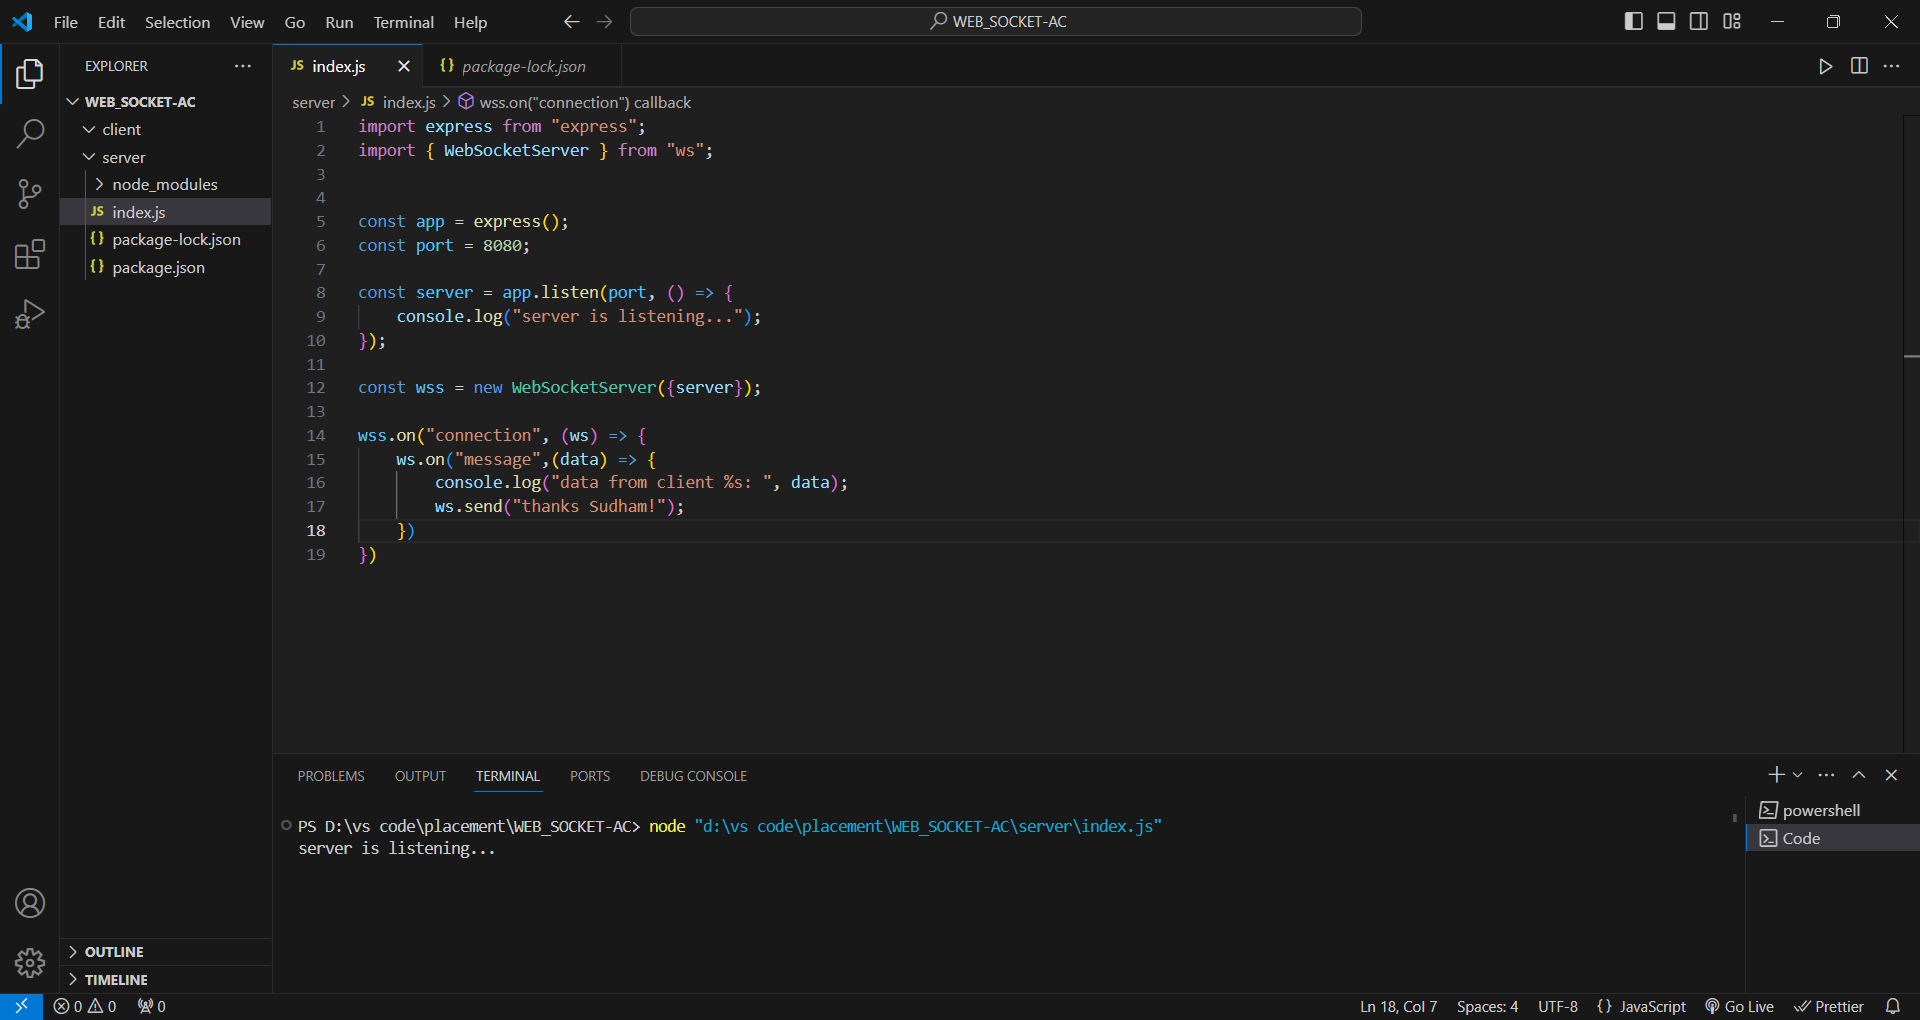 File Edit Selection View Go Run Terminal Help
WEB_SOCKET-AC
EXPLORER
WEB_SOCKET-AC
client
server
node_modules
JS index.js
{} package-lock.json
{} package.json
OUTLINE
TIMELINE
JS index.js
{} package-lock.json
server > JS index.js > wss.on("connection") callback
1 import express from "express";
2 import { WebSocketServer } from "ws";
3
4
5 const app = express();
6 const port = 8080;
7
8 const server = app.listen(port, () => {
9     console.log("server is listening...");
10 });
11
12 const wss = new WebSocketServer({server});
13
14 wss.on("connection", (ws) => {
15     ws.on("message",(data) => {
16         console.log("data from client %s: ", data);
17         ws.send("thanks Sudham!");
18     })
19 })
PROBLEMS OUTPUT TERMINAL PORTS DEBUG CONSOLE
PS D:\vs code\placement\WEB_SOCKET-AC> node "d:\vs code\placement\WEB_SOCKET-AC\server\index.js"
server is listening...
powershell
Code
0 0 0
Ln 18, Col 7 Spaces: 4 UTF-8 {} JavaScript Go Live Prettier